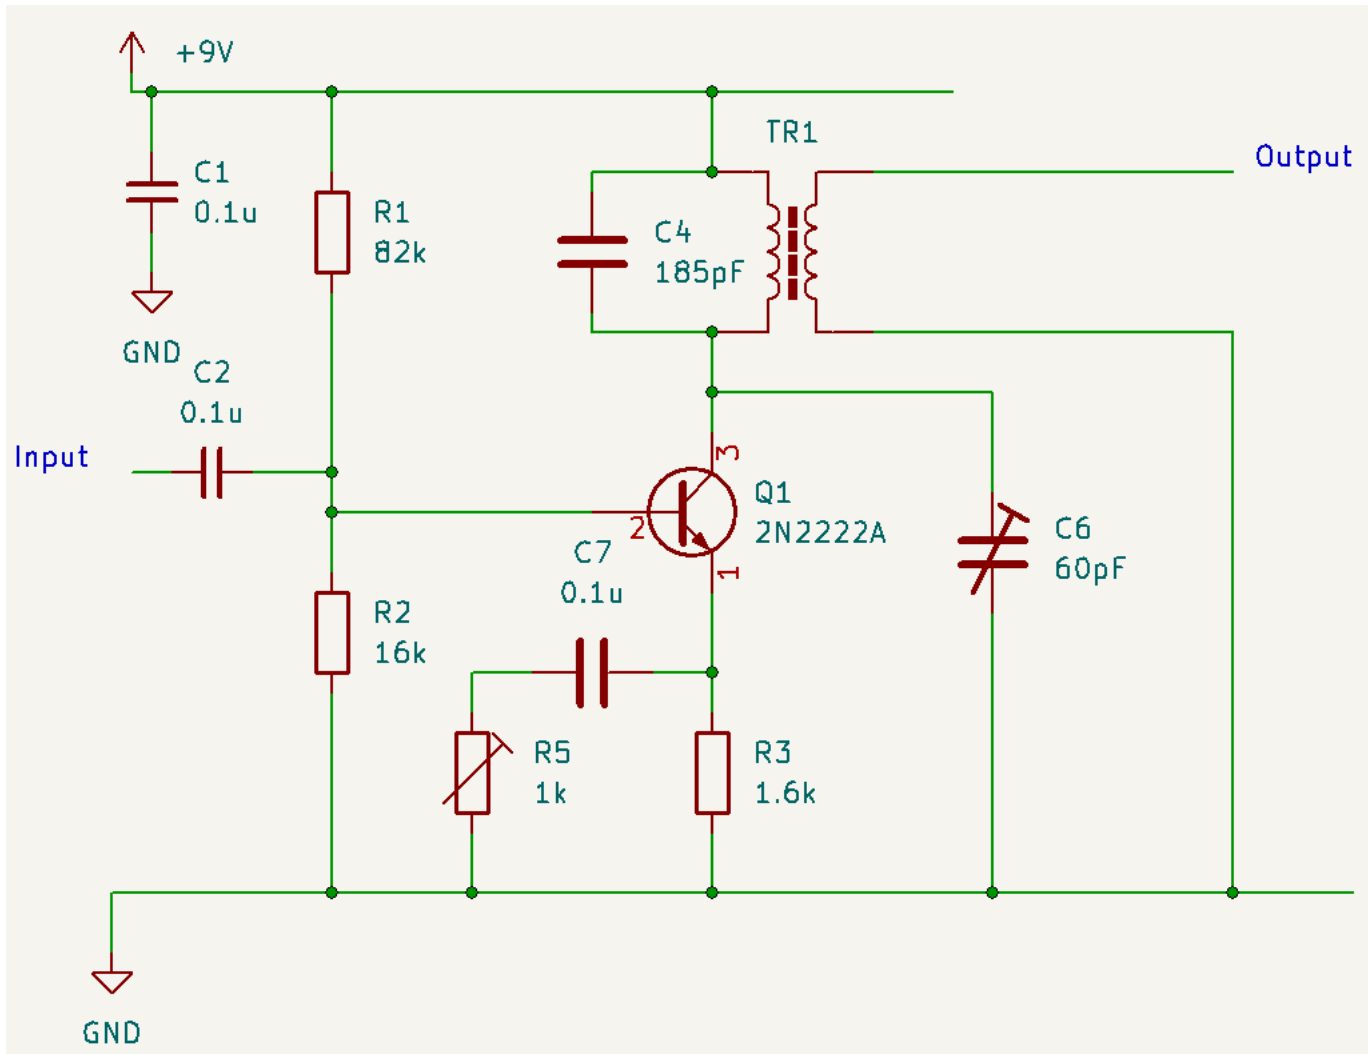 +9V
TR1
Output
C1
0.1u
R1
82k
C4
185pF
GND
C2
0.1u
Input
3
Q1
2N2222A
2
C7
0.1u
1
C6
60pF
R2
16k
R5
1k
R3
1.6k
GND